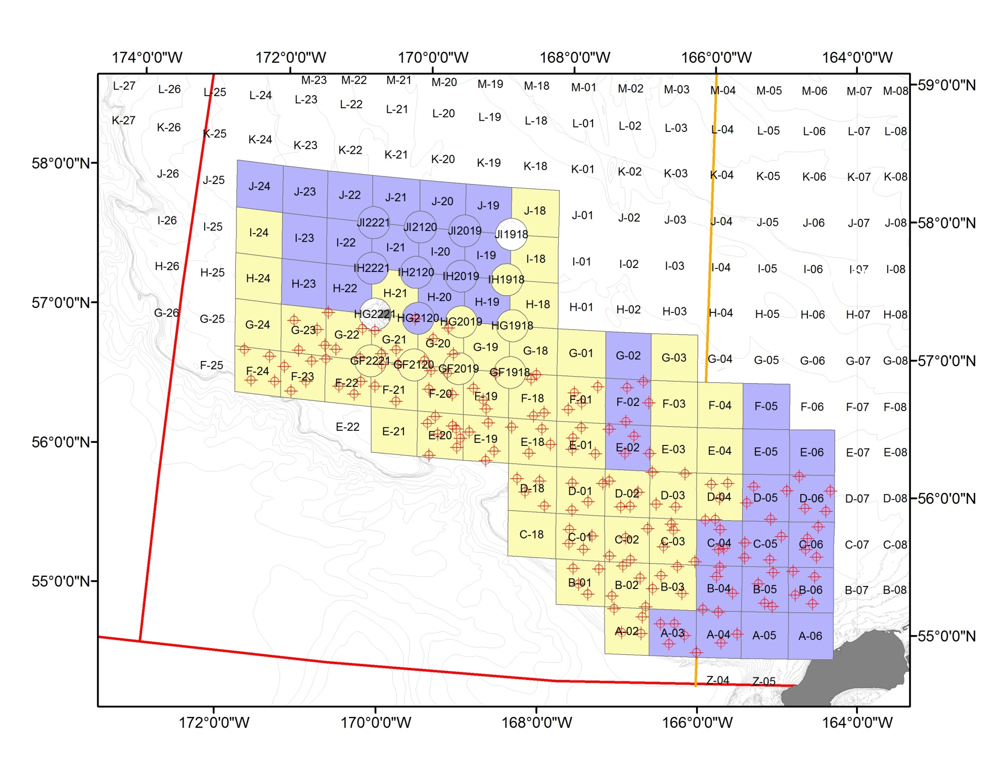 174°0'0"W 172°0'0"W 170°0'0"W 168°0'0"W 166°0'0"W 164°0'0"W
M-23 M-22 M-21 M-20 M-19 M-18 M-01 M-02 M-03 M-04 M-05 M-06 M-07 M-08 59°0'0"N
L-27 L-26 L-25 L-24 L-23 L-22 L-21 L-20 L-19 L-18 L-01 L-02 L-03 L-04 L-05 L-06 L-07 L-08
K-27 K-26 K-25 K-24 K-23 K-22 K-21 K-20 K-19 K-18 K-01 K-02 K-03 K-04 K-05 K-06 K-07 K-08
58°0'0"N
J-26 J-25 J-24 J-23 J-22 J-21 J-20 J-19 J-18 J-01 J-02 J-03 J-04 J-05 J-06 J-07 J-08 58°0'0"N
JI2221 JI2120 JI2019 JI1918
I-26 I-25 I-24 I-23 I-22 I-21 I-20 I-19 I-18 I-01 I-02 I-03 I-04 I-05 I-06 I-07 I-08
IH2221 IH2120 IH2019 IH1918
H-26 H-25 H-24 H-23 H-22 H-21 H-20 H-19 H-18 H-01 H-02 H-03 H-04 H-05 H-06 H-07 H-08
57°0'0"N
HG2221 HG2120 HG2019 HG1918
G-26 G-25 G-24 G-23 G-22 G-21 G-20 G-19 G-18 G-01 G-02 G-03 G-04 G-05 G-06 G-07 G-08 57°0'0"N
GF2221 GF2120 GF2019 GF1918
F-25 F-24 F-23 F-22 F-21 F-20 F-19 F-18 F-01 F-02 F-03 F-04 F-05 F-06 F-07 F-08
56°0'0"N E-22 E-21 E-20 E-19 E-18 E-01 E-02 E-03 E-04 E-05 E-06 E-07 E-08
D-18 D-01 D-02 D-03 D-04 D-05 D-06 D-07 D-08 56°0'0"N
C-18 C-01 C-02 C-03 C-04 C-05 C-06 C-07 C-08
55°0'0"N B-01 B-02 B-03 B-04 B-05 B-06 B-07 B-08
A-02 A-03 A-04 A-05 A-06 55°0'0"N
Z-04 Z-05
172°0'0"W 170°0'0"W 168°0'0"W 166°0'0"W 164°0'0"W